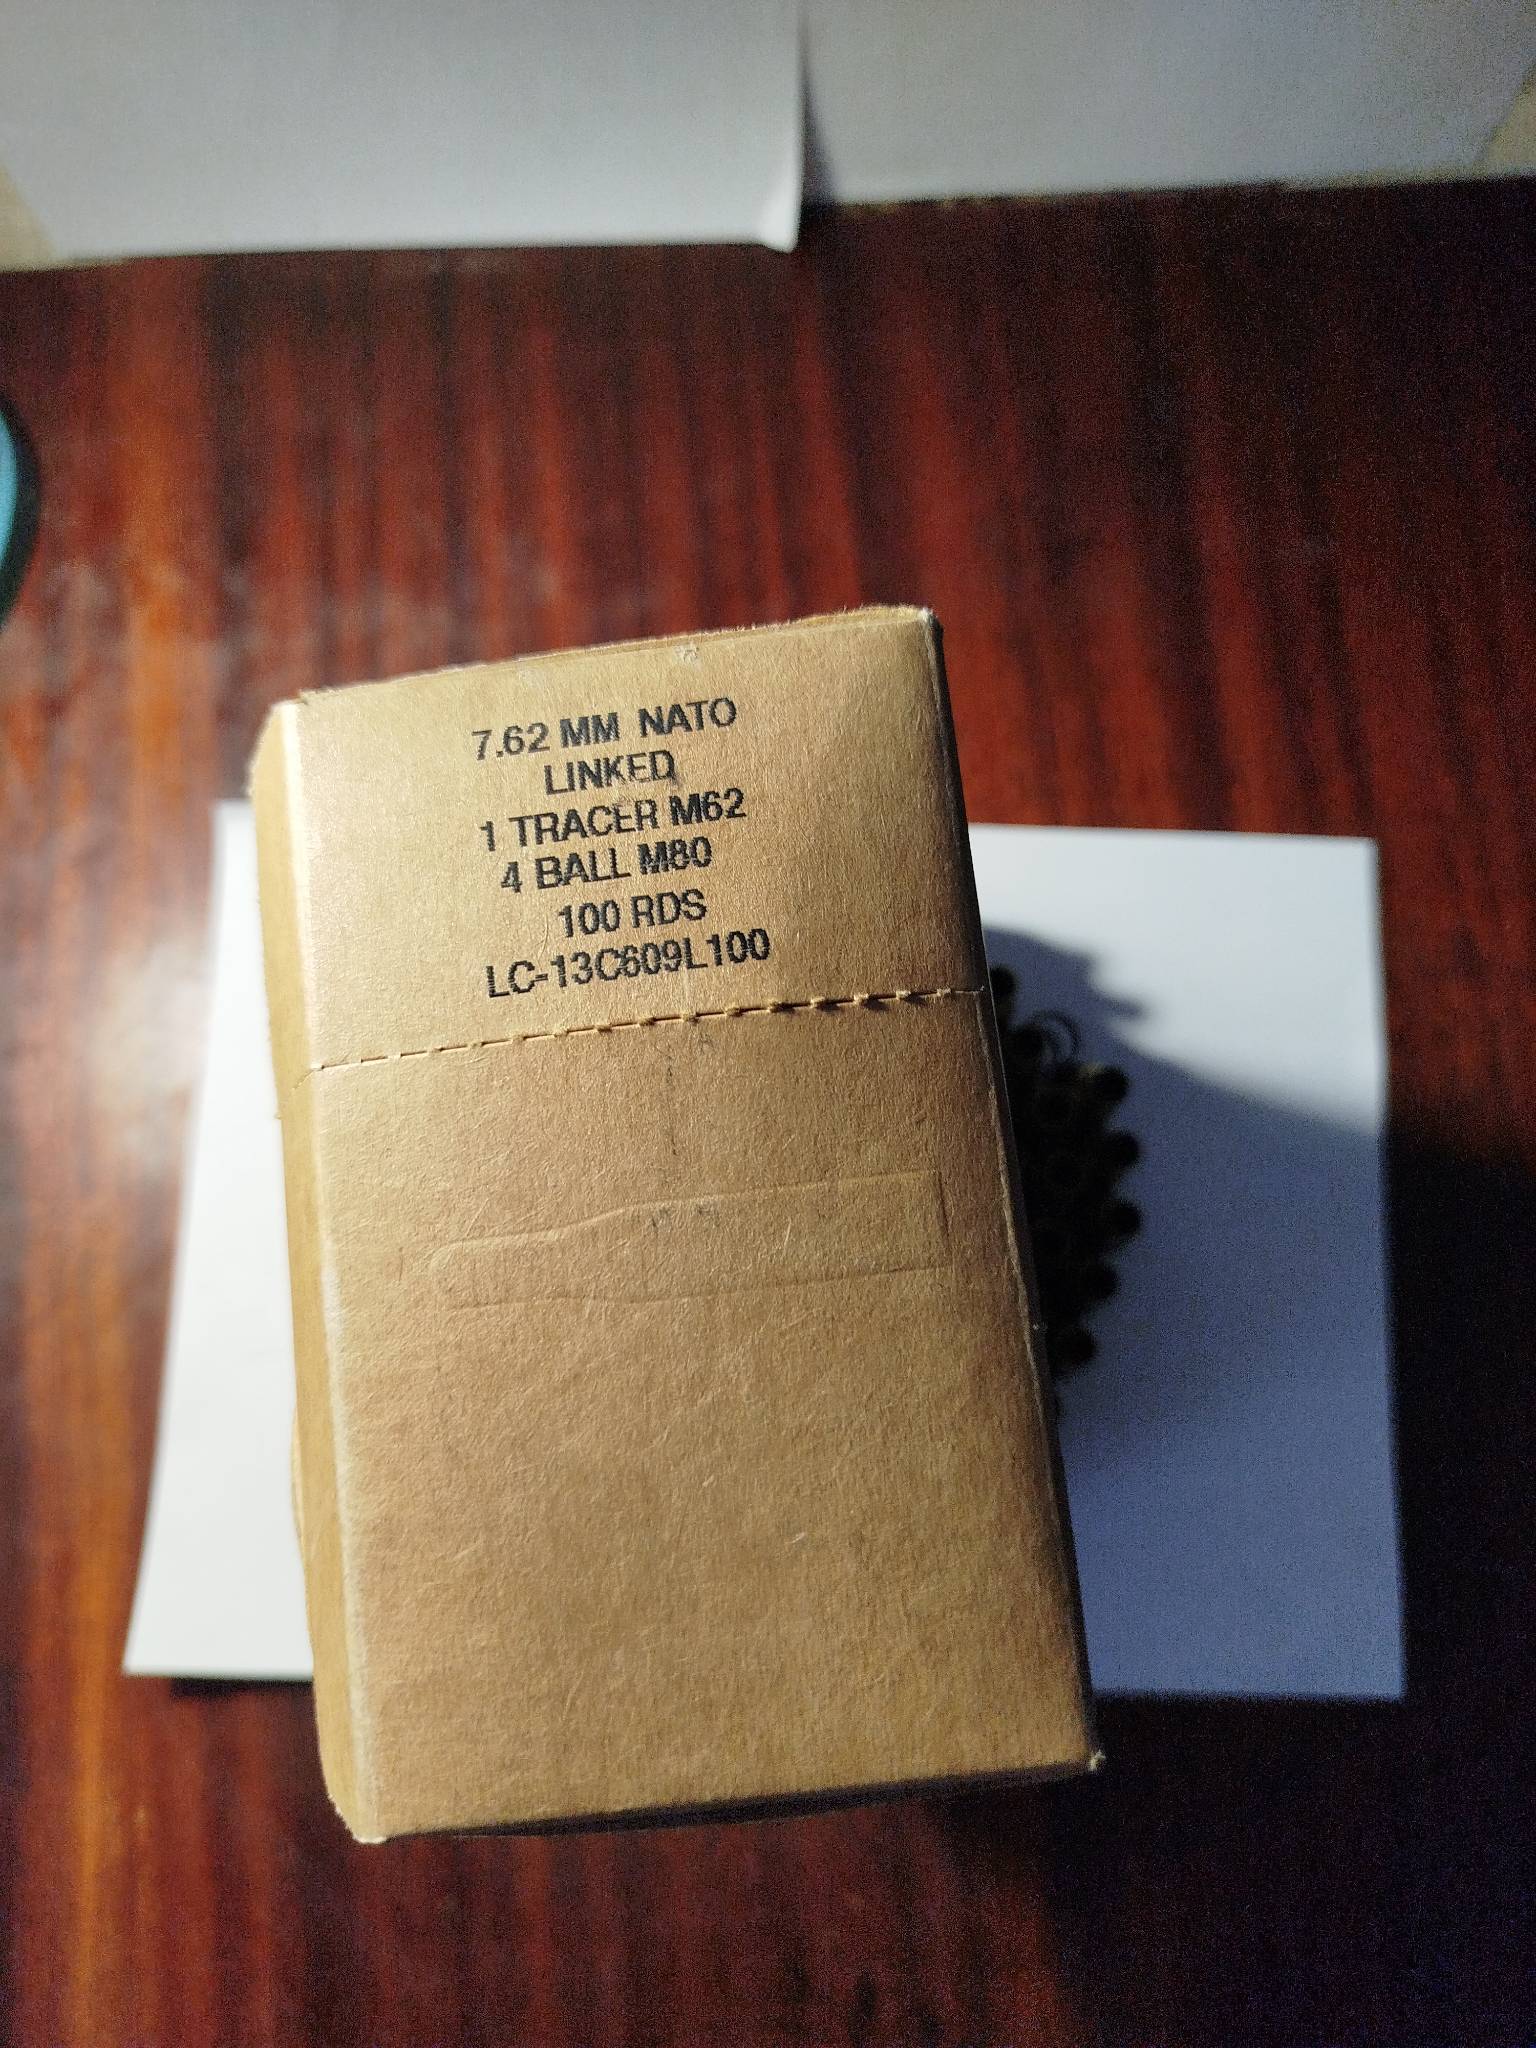 7.62 MM NATO
LINKED
1 TRACER M62
4 BALL M80
100 RDS
LC-13C609L100